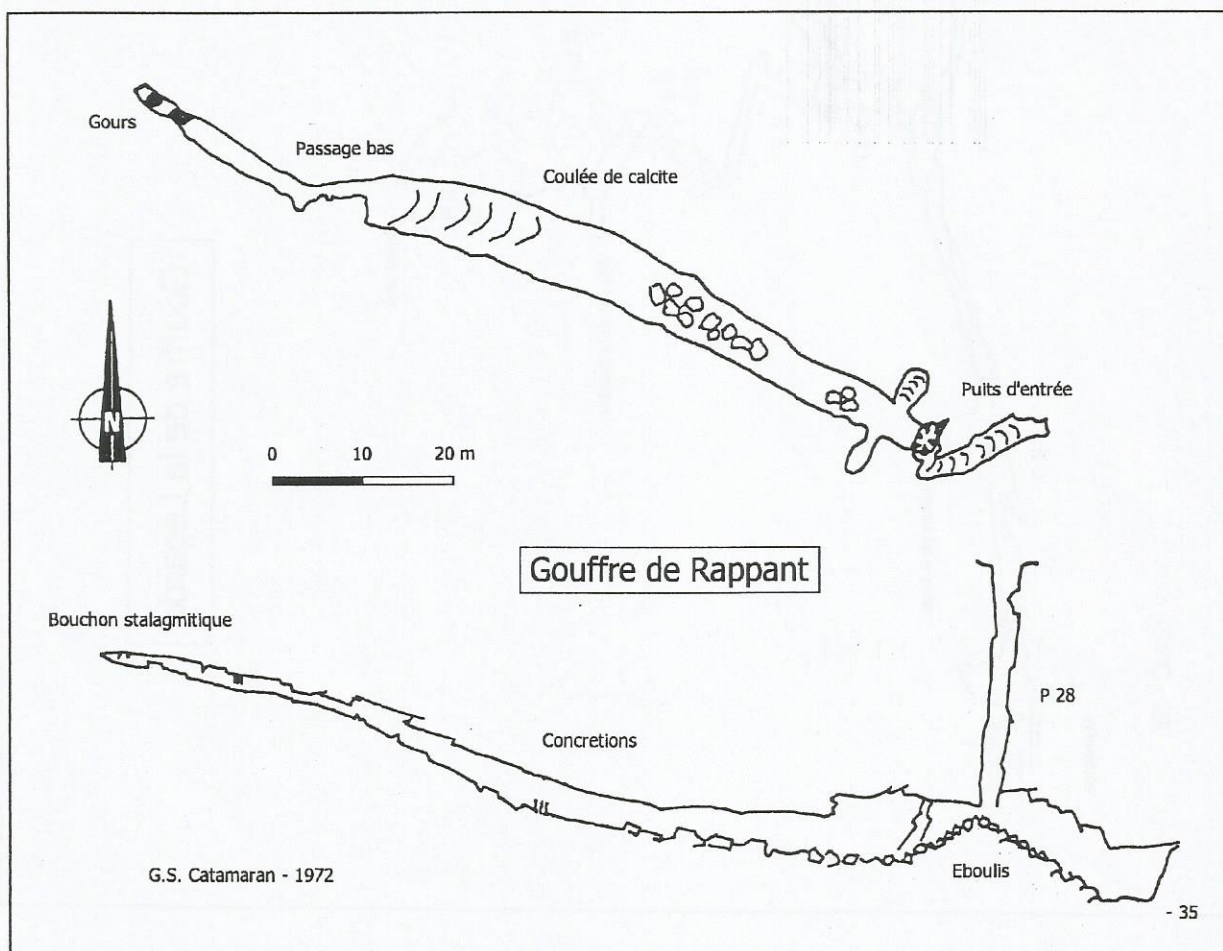 Gours
Passage bas
Coulée de calcite
Puits d'entrée
N
0 10 20 m
Gouffre de Rappant
Bouchon stalagmitique
P 28
Concretions
G.S. Catamaran - 1972
Eboulis
- 35